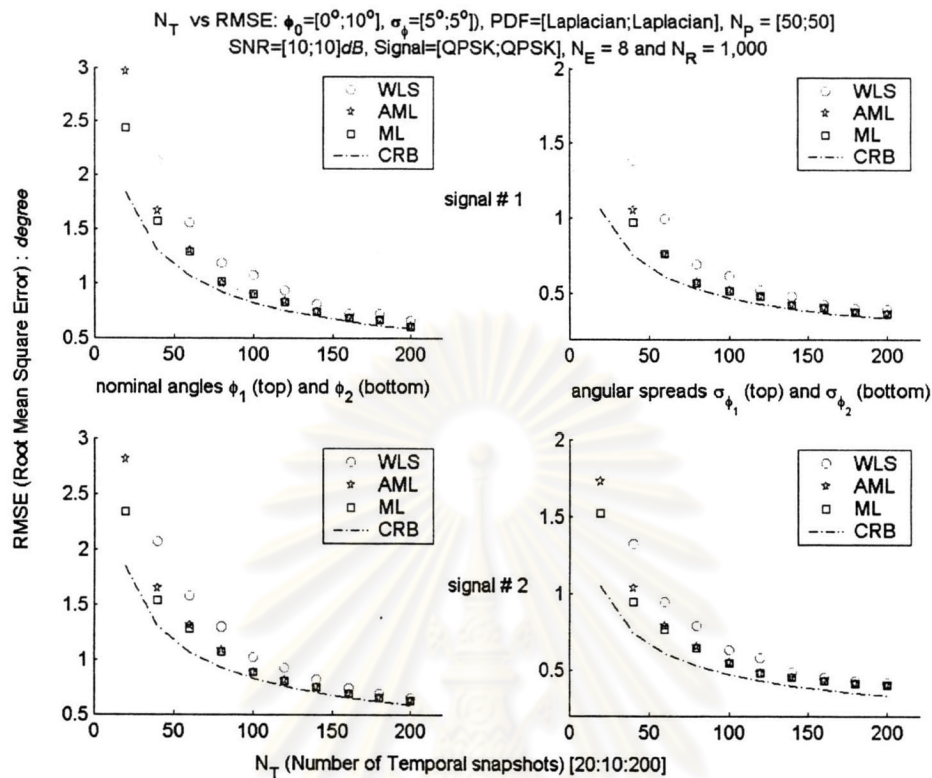 N_T vs RMSE: ϕ_0=[0°;10°], σ_ϕ=[5°;5°]), PDF=[Laplacian;Laplacian], N_P = [50;50]
SNR=[10;10]dB, Signal=[QPSK;QPSK], N_E = 8 and N_R = 1,000
RMSE (Root Mean Square Error) : degree
3
2.5
2
1.5
1
0.5
0 50 100 150 200
WLS
AML
ML
CRB
signal # 1
2
1.5
1
0.5
0 50 100 150 200
WLS
AML
ML
CRB
nominal angles ϕ_1 (top) and ϕ_2 (bottom)
angular spreads σ_ϕ_1 (top) and σ_ϕ_2 (bottom)
3
2.5
2
1.5
1
0.5
0 50 100 150 200
WLS
AML
ML
CRB
signal # 2
2
1.5
1
0.5
0 50 100 150 200
WLS
AML
ML
CRB
N_T (Number of Temporal snapshots) [20:10:200]